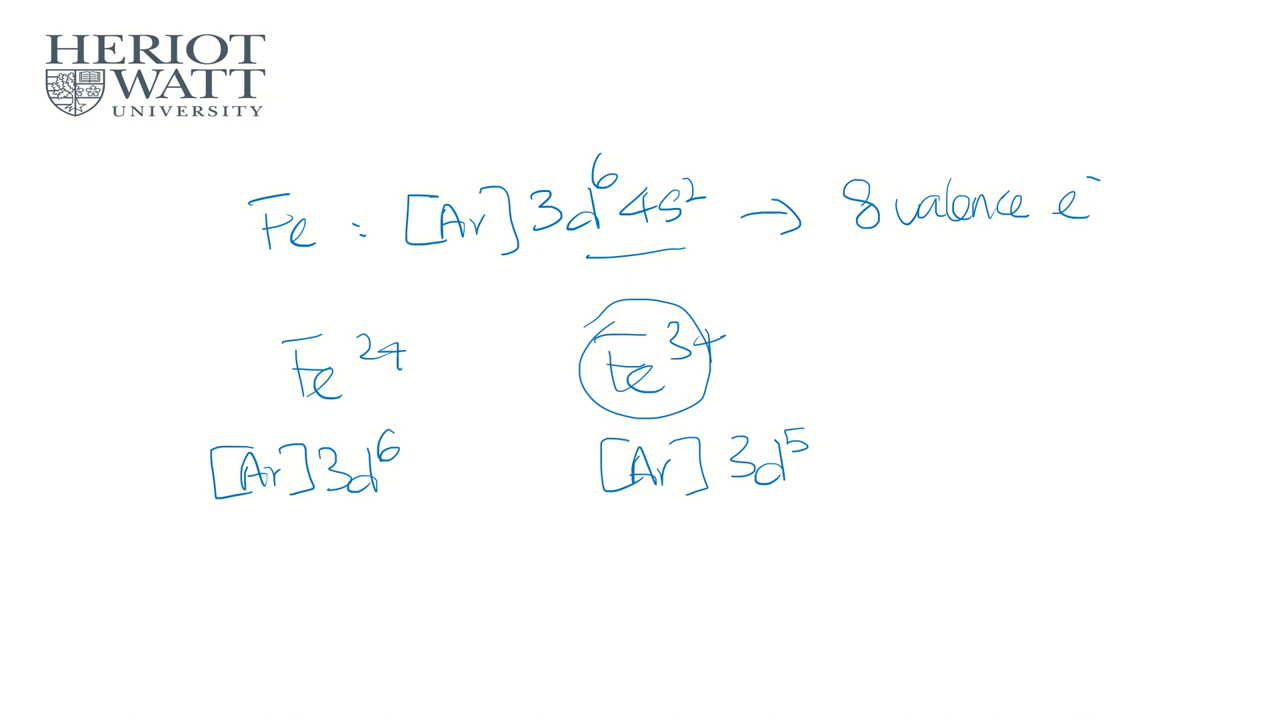 HERIOT
WATT
UNIVERSITY
Fe : [Ar] 3d⁶ 4s² → 8 valence e⁻
Fe²⁺ Fe³⁺
[Ar] 3d⁶ [Ar] 3d⁵